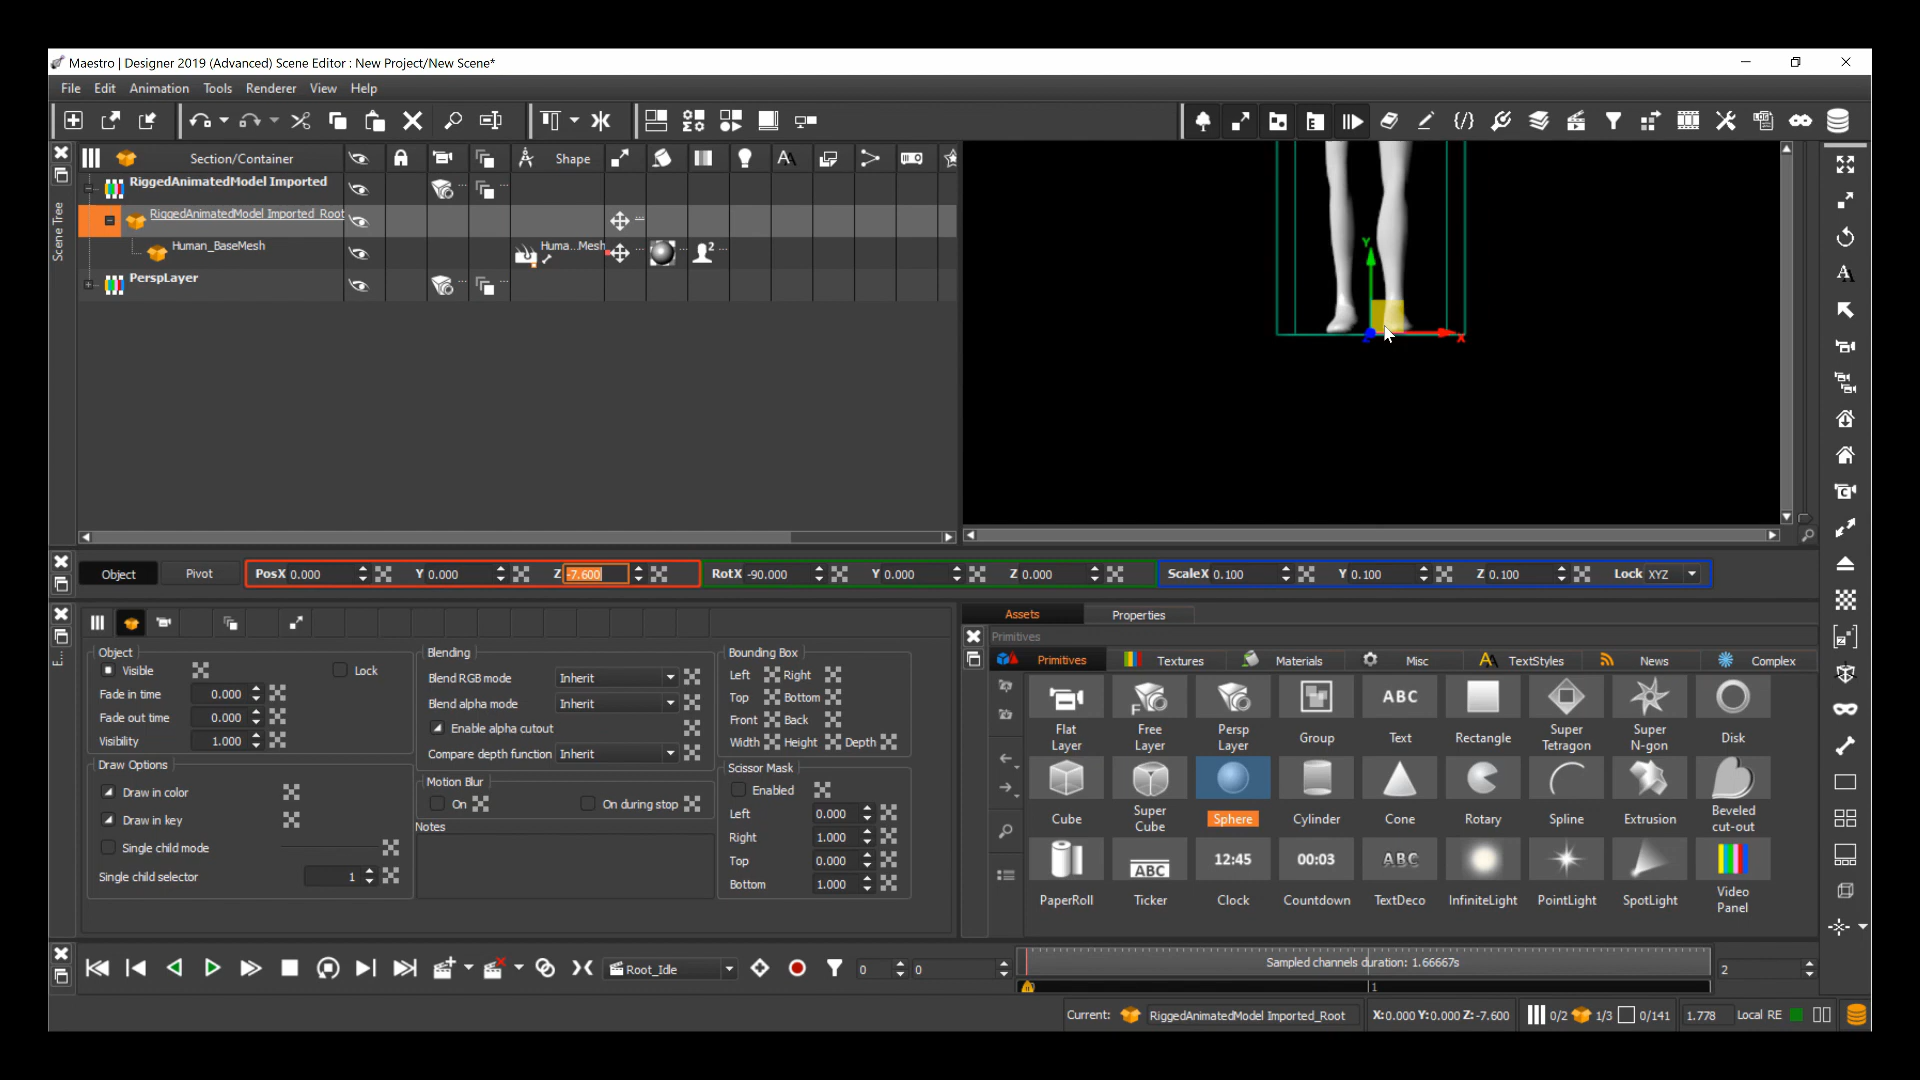 Maestro | Designer 2019 (Advanced) Scene Editor : New Project/New Scene*
File Edit Animation Tools Renderer View Help
Section/Container Shape
Scene Tree
RiggedAnimatedModel Imported
RiggedAnimatedModel Imported_Root
Human_BaseMesh Huma...Mesh
PerspLayer
Y
X
Z
Object Pivot PosX 0.000 Y 0.000 Z -7.600 RotX -90.000 Y 0.000 Z 0.000 ScaleX 0.100 Y 0.100 Z 0.100 Lock XYZ
E...
Object
Visible Lock
Fade in time 0.000
Fade out time 0.000
Visibility 1.000
Draw Options
Draw in color
Draw in key
Single child mode
Single child selector 1
Blending
Blend RGB mode Inherit
Blend alpha mode Inherit
Enable alpha cutout
Compare depth function Inherit
Motion Blur
On On during stop
Notes
Bounding Box
Left Right
Top Bottom
Front Back
Width Height Depth
Scissor Mask
Enabled
Left 0.000
Right 1.000
Top 0.000
Bottom 1.000
Assets Properties
Primitives
Primitives Textures Materials Misc TextStyles News Complex
Flat Layer
Free Layer
Persp Layer
Group
ABC
Text
Rectangle
Super Tetragon
Super N-gon
Disk
Cube
Super Cube
Sphere
Cylinder
Cone
Rotary
Spline
Extrusion
Beveled cut-out
PaperRoll
ABC
Ticker
12:45
Clock
00:03
Countdown
ABC
TextDeco
InfiniteLight
PointLight
SpotLight
Video Panel
Root_Idle 0 0 Sampled channels duration: 1.66667s 2
1
Current: RiggedAnimatedModel Imported_Root X:0.000 Y:0.000 Z:-7.600 0/2 1/3 0/141 1.778 Local RE